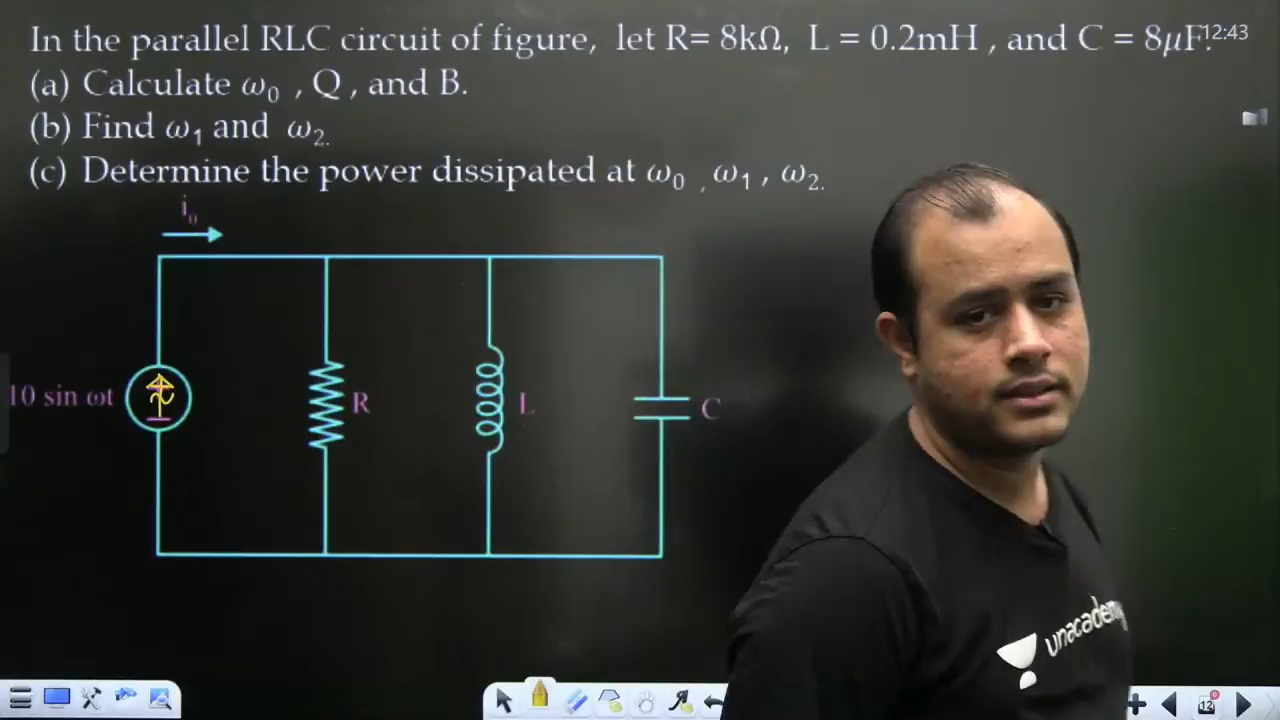 In the parallel RLC circuit of figure, let R= 8kΩ, L = 0.2mH , and C = 8μF.
12:43
(a) Calculate ω₀ , Q , and B.
(b) Find ω₁ and ω₂.
(c) Determine the power dissipated at ω₀ , ω₁ , ω₂.
i₀
10 sin ωt
R
L
C
unacademy
12